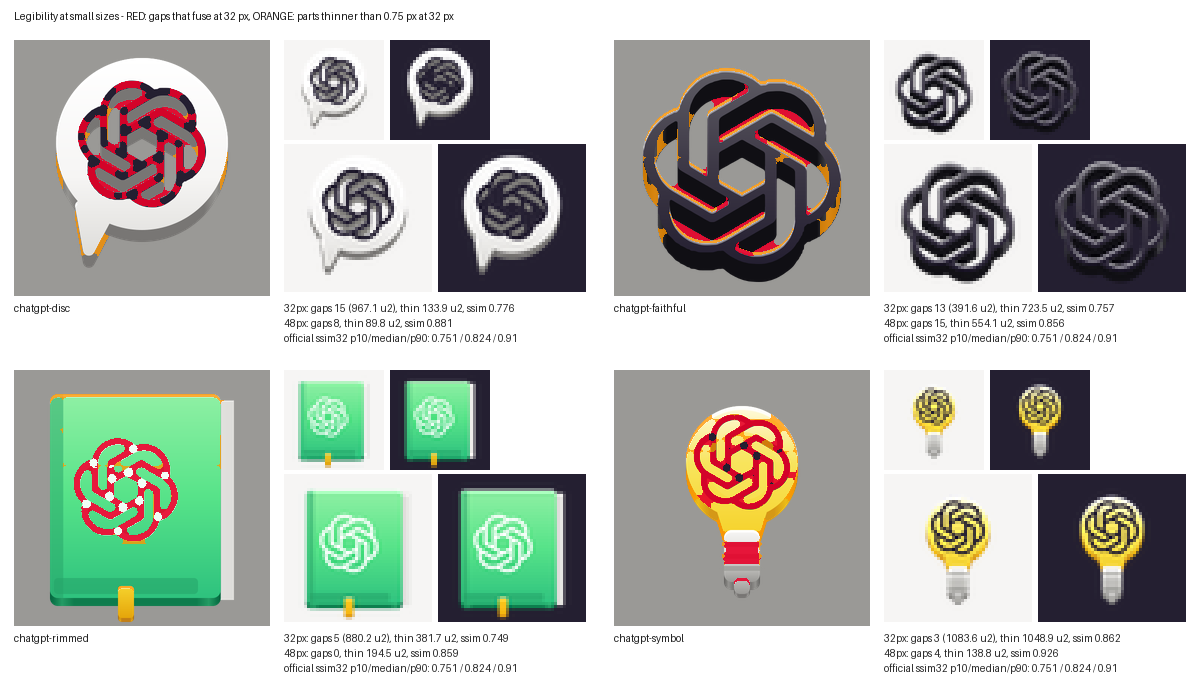 Legibility at small sizes - RED: gaps that fuse at 32 px, ORANGE: parts thinner than 0.75 px at 32 px
chatgpt-disc
32px: gaps 15 (967.1 u2), thin 133.9 u2, ssim 0.776
48px: gaps 8, thin 89.8 u2, ssim 0.881
official ssim32 p10/median/p90: 0.751 / 0.824 / 0.91
chatgpt-faithful
32px: gaps 13 (391.6 u2), thin 723.5 u2, ssim 0.757
48px: gaps 15, thin 554.1 u2, ssim 0.856
official ssim32 p10/median/p90: 0.751 / 0.824 / 0.91
chatgpt-rimmed
32px: gaps 5 (880.2 u2), thin 381.7 u2, ssim 0.749
48px: gaps 0, thin 194.5 u2, ssim 0.859
official ssim32 p10/median/p90: 0.751 / 0.824 / 0.91
chatgpt-symbol
32px: gaps 3 (1083.6 u2), thin 1048.9 u2, ssim 0.862
48px: gaps 4, thin 138.8 u2, ssim 0.926
official ssim32 p10/median/p90: 0.751 / 0.824 / 0.91